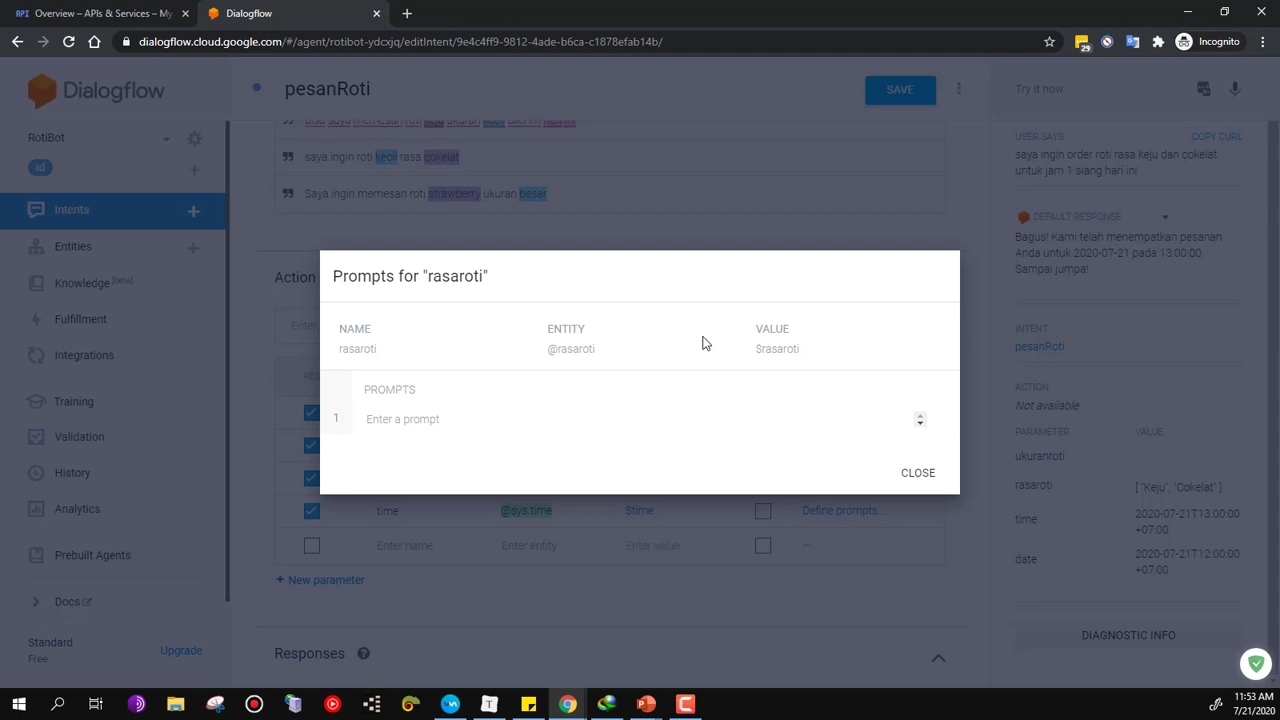 API Overview – APIs & Services – My
Dialogflow
dialogflow.cloud.google.com/#/agent/rotibot-ydcvjq/editIntent/9e4c4ff9-9812-4ade-b6ca-c1878efab14b/
29
Incognito
Dialogflow
pesanRoti
SAVE
Try it now
RotiBot
id
Intents
Entities
Knowledge [beta]
Fulfillment
Integrations
Training
Validation
History
Analytics
Prebuilt Agents
Docs
Standard
Free
Upgrade
saya ingin roti kecil rasa cokelat
Saya ingin memesan roti strawberry ukuran besar
Action
Enter
Prompts for "rasaroti"
NAME
ENTITY
VALUE
rasaroti
@rasaroti
$rasaroti
PROMPTS
1
Enter a prompt
CLOSE
time
@sys.time
$time
Define prompts...
Enter name
Enter entity
Enter value
—
+ New parameter
Responses
USER SAYS
COPY CURL
saya ingin order roti rasa keju dan cokelat
untuk jam 1 siang hari ini
DEFAULT RESPONSE
Bagus! Kami telah menempatkan pesanan
Anda untuk 2020-07-21 pada 13:00:00.
Sampai jumpa!
INTENT
pesanRoti
ACTION
Not available
PARAMETER
VALUE
ukuranroti
rasaroti
[ "Keju", "Cokelat" ]
time
2020-07-21T13:00:00
+07:00
date
2020-07-21T12:00:00
+07:00
DIAGNOSTIC INFO
11:53 AM
7/21/2020